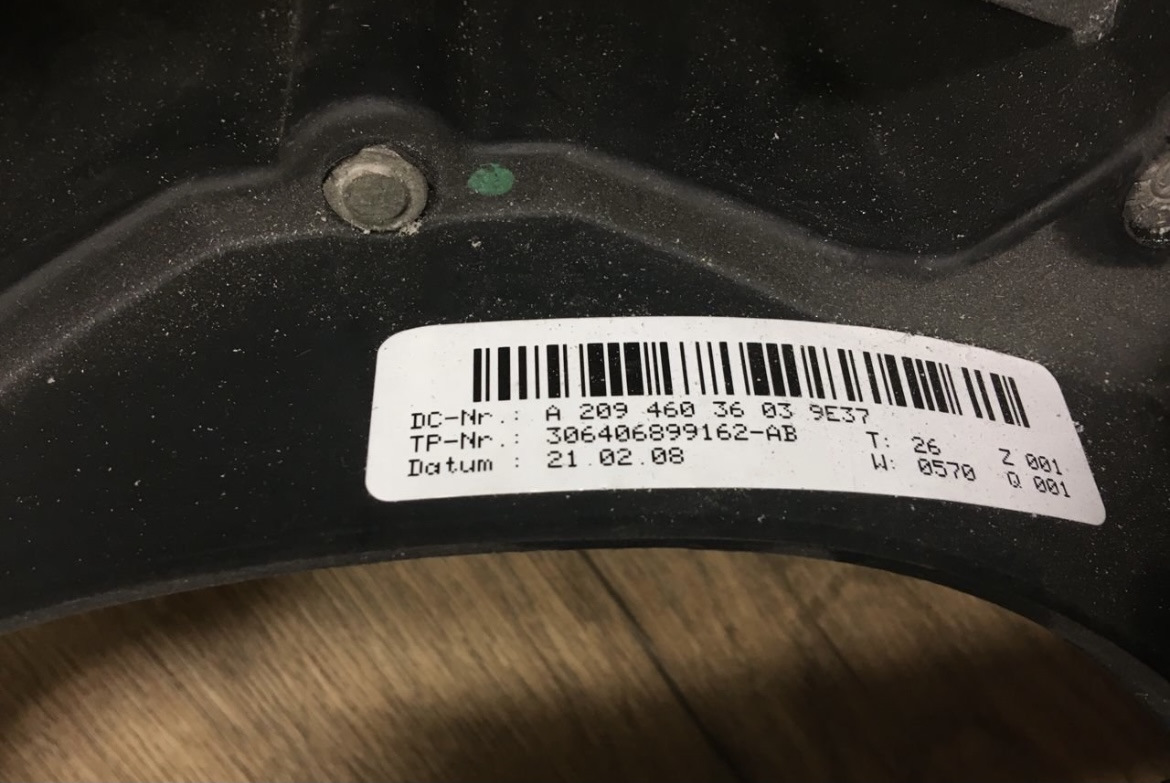 DC-Nr.: A 209 460 36 03 9E37
TP-Nr.: 306406899162-AB T: 26 Z 001
Datum : 21.02.08 W: 0570 Q 001